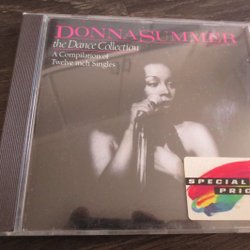 DONNA SUMMER
the Dance Collection
A Compilation of
Twelve inch Singles
SPECIAL
PRIC